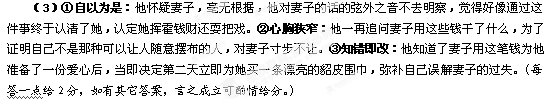 （3）①自以为是：他怀疑妻子，毫无根据，他对妻子的话的弦外之音不去明察，觉得好像通过这
件事终于认清了她，认定她挥霍钱财还耍把戏。②心胸狭窄：他一再追问妻子用这些钱干了什么，为了
证明自己不是那种可以让人随意摆布的人，对妻子寸步不让。③知错即改：他知道了妻子用这笔钱为他
准备了一份爱心后，当即决定第二天立即为她买一条漂亮的貂皮围巾，弥补自己误解妻子的过失。（每
答一点给2分，如有其它答案，言之成立可酌情给分。）